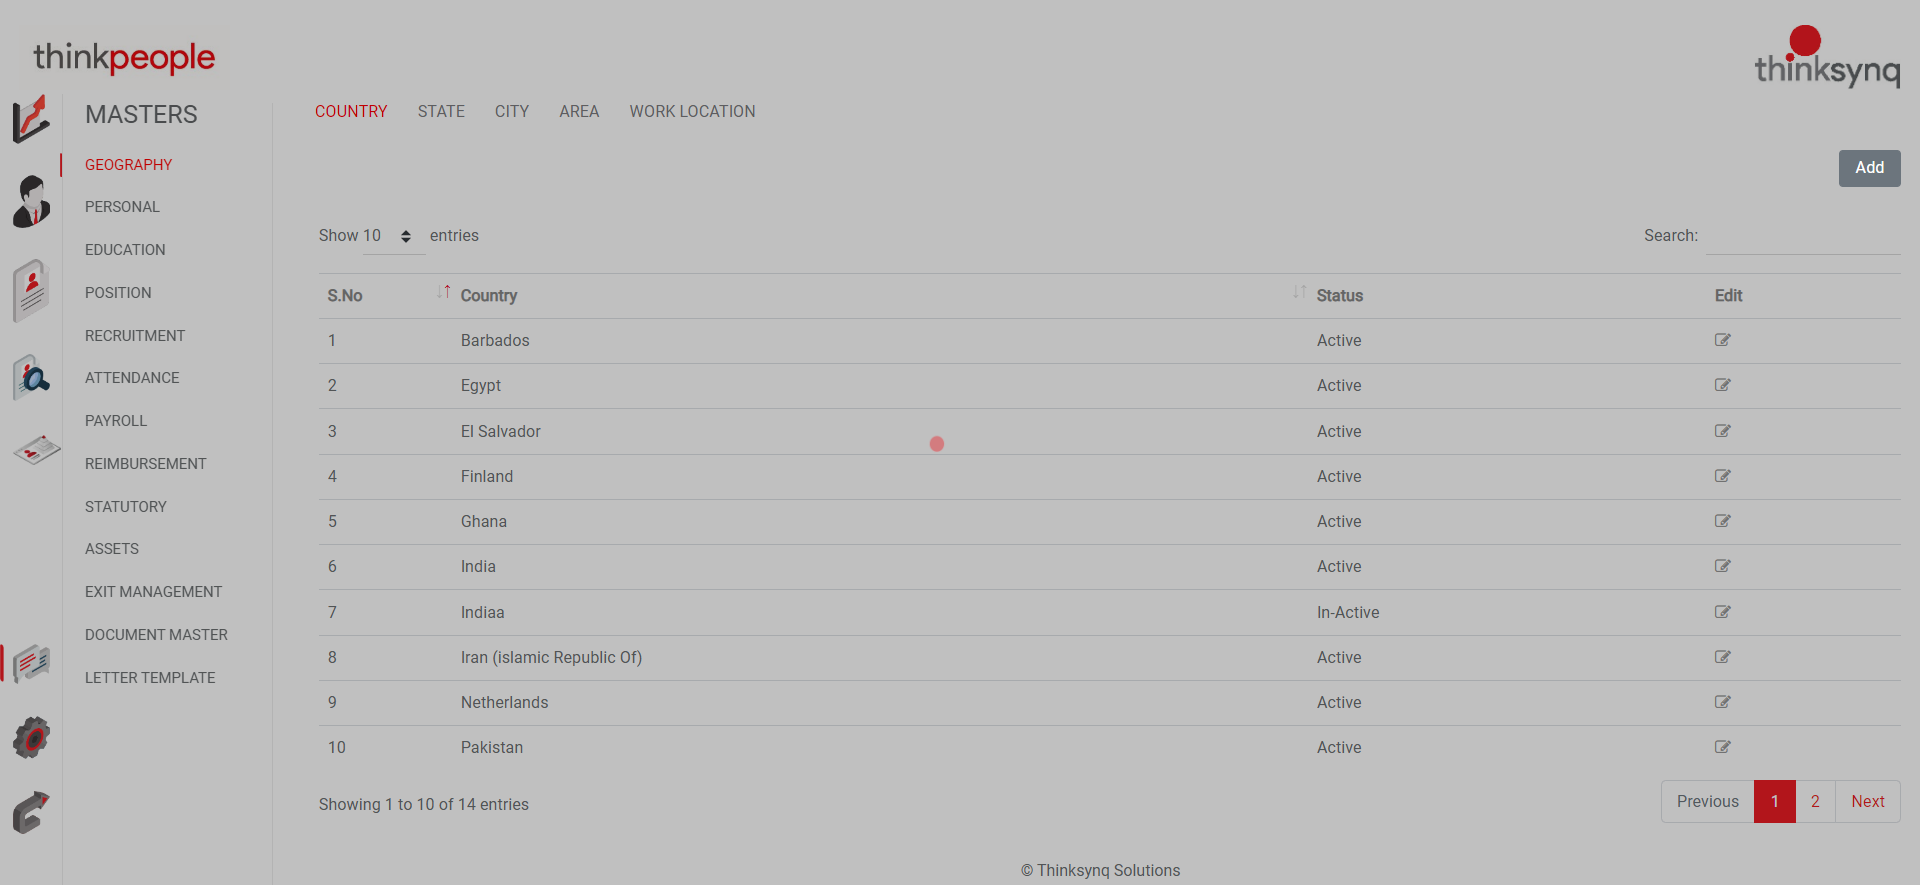 thinkpeople
thinksynq
MASTERS
COUNTRY STATE CITY AREA WORK LOCATION
GEOGRAPHY
PERSONAL
EDUCATION
POSITION
RECRUITMENT
ATTENDANCE
PAYROLL
REIMBURSEMENT
STATUTORY
ASSETS
EXIT MANAGEMENT
DOCUMENT MASTER
LETTER TEMPLATE
Add
Show 10 entries
Search:
S.No Country Status Edit
1 Barbados Active
2 Egypt Active
3 El Salvador Active
4 Finland Active
5 Ghana Active
6 India Active
7 Indiaa In-Active
8 Iran (islamic Republic Of) Active
9 Netherlands Active
10 Pakistan Active
Showing 1 to 10 of 14 entries
Previous 1 2 Next
© Thinksynq Solutions